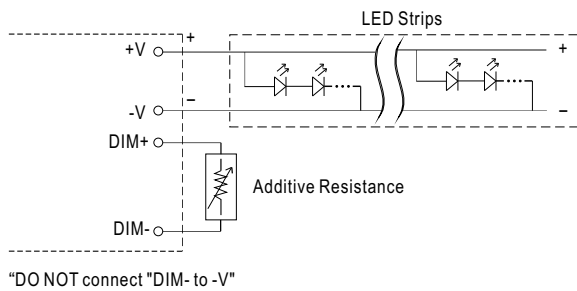 LED Strips
+V
+
+
-V
–
–
DIM+
Additive Resistance
DIM-
“DO NOT connect "DIM- to -V"